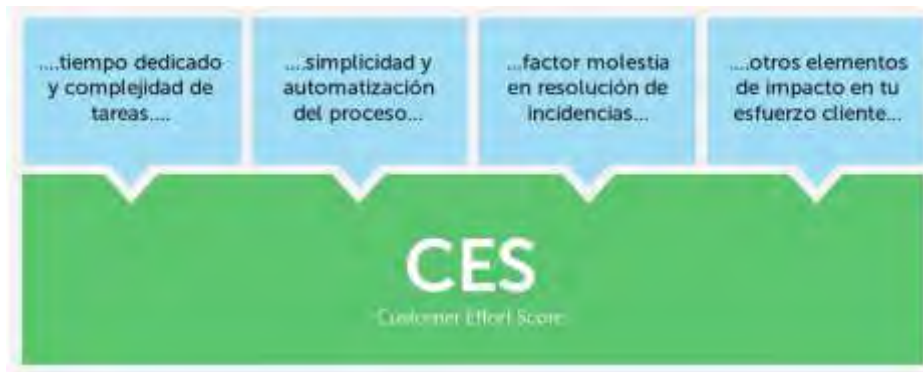 ....tiempo dedicado
y complejidad de
tareas....
....simplicidad y
automatización
del proceso...
...factor molestia
en resolución de
incidencias...
....otros elementos
de impacto en tu
esfuerzo cliente...
CES
Customer Effort Score